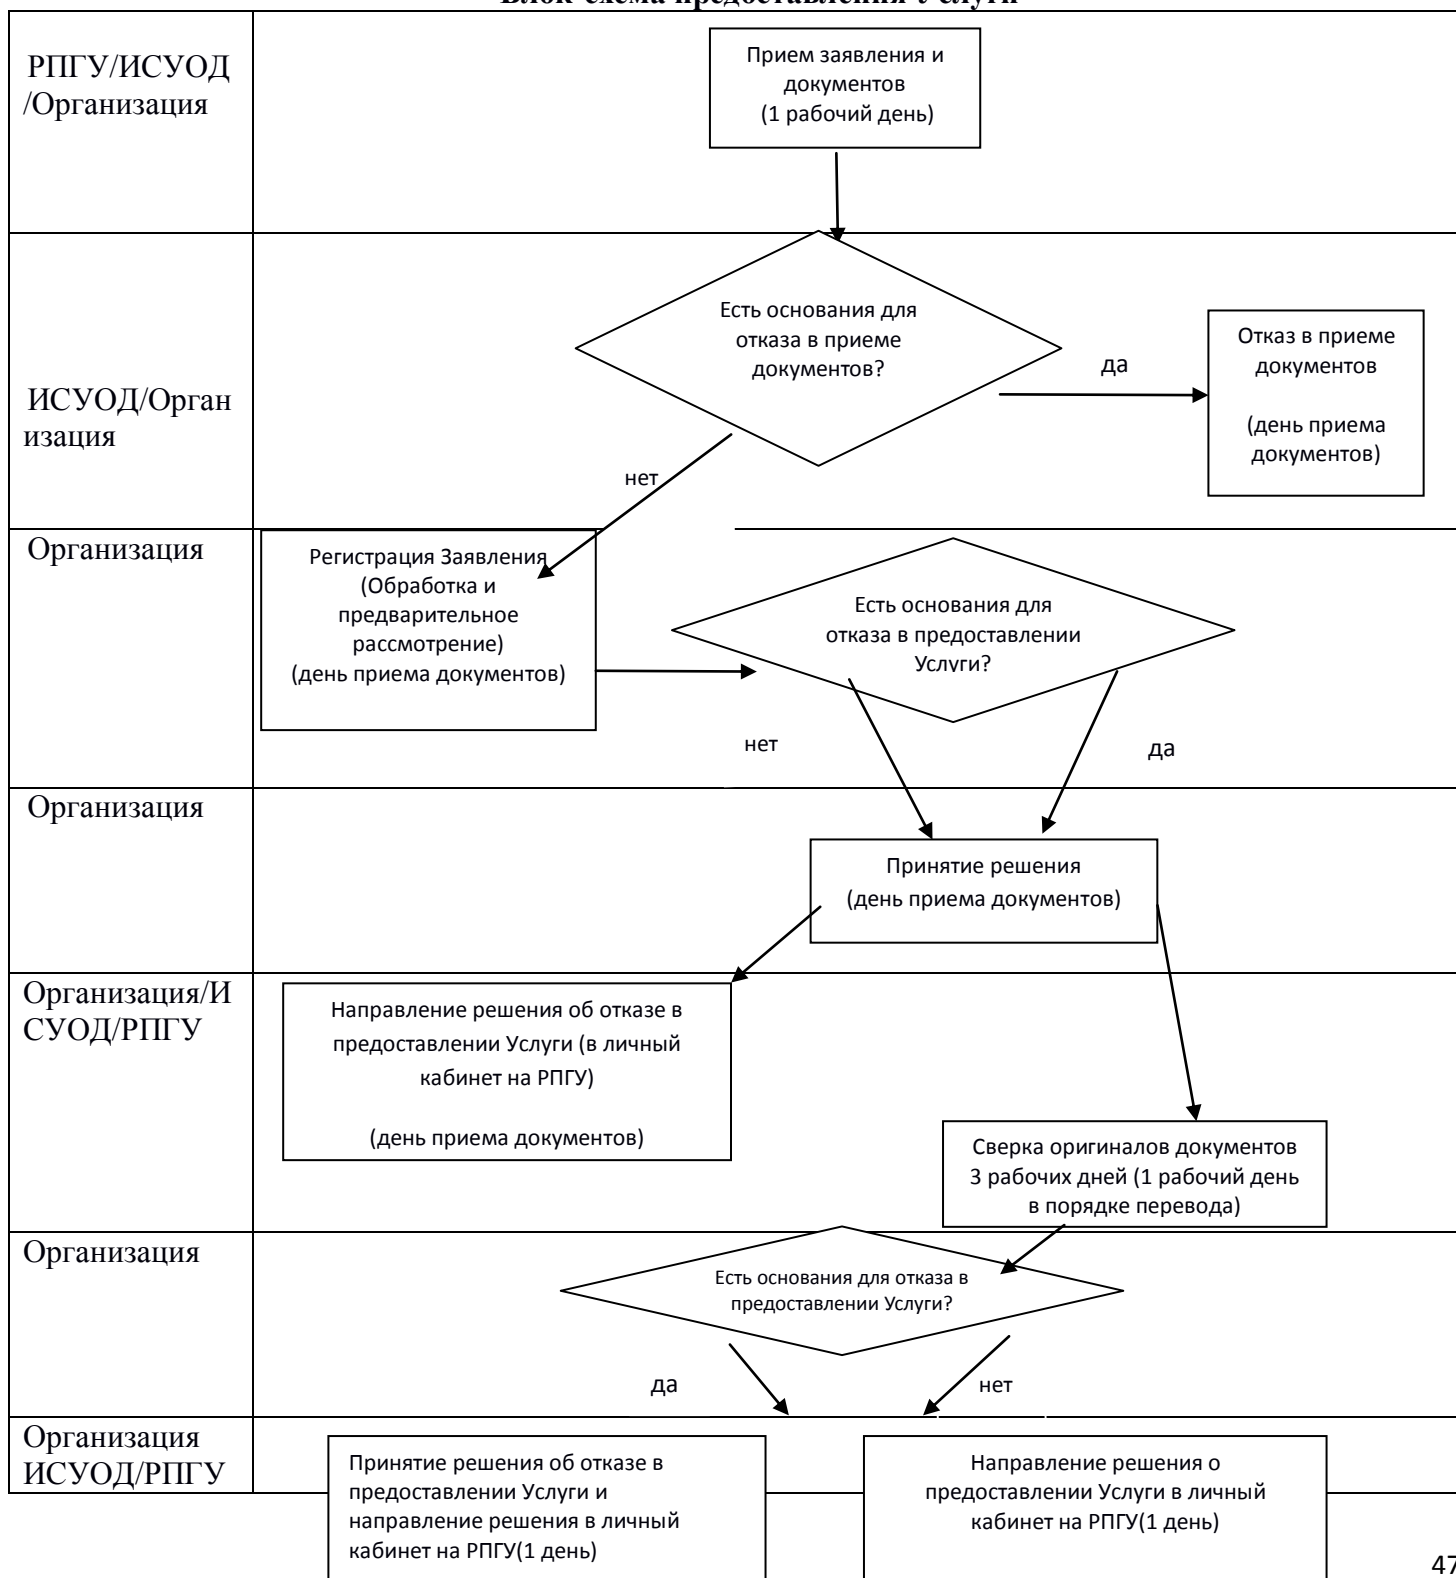 Блок-схема предоставления Услуги
РПГУ/ИСУОД
/Организация
Прием заявления и
документов
(1 рабочий день)
ИСУОД/Орган
изация
Есть основания для
отказа в приеме
документов?
да
Отказ в приеме
документов
(день приема
документов)
нет
Организация
Регистрация Заявления
(Обработка и
предварительное
рассмотрение)
(день приема документов)
Есть основания для
отказа в предоставлении
Услуги?
нет
да
Организация
Принятие решения
(день приема документов)
Организация/И
СУОД/РПГУ
Направление решения об отказе в
предоставлении Услуги (в личный
кабинет на РПГУ)
(день приема документов)
Сверка оригиналов документов
3 рабочих дней (1 рабочий день
в порядке перевода)
Организация
Есть основания для отказа в
предоставлении Услуги?
да
нет
Организация
ИСУОД/РПГУ
Принятие решения об отказе в
предоставлении Услуги и
направление решения в личный
кабинет на РПГУ(1 день)
Направление решения о
предоставлении Услуги в личный
кабинет на РПГУ(1 день)
47